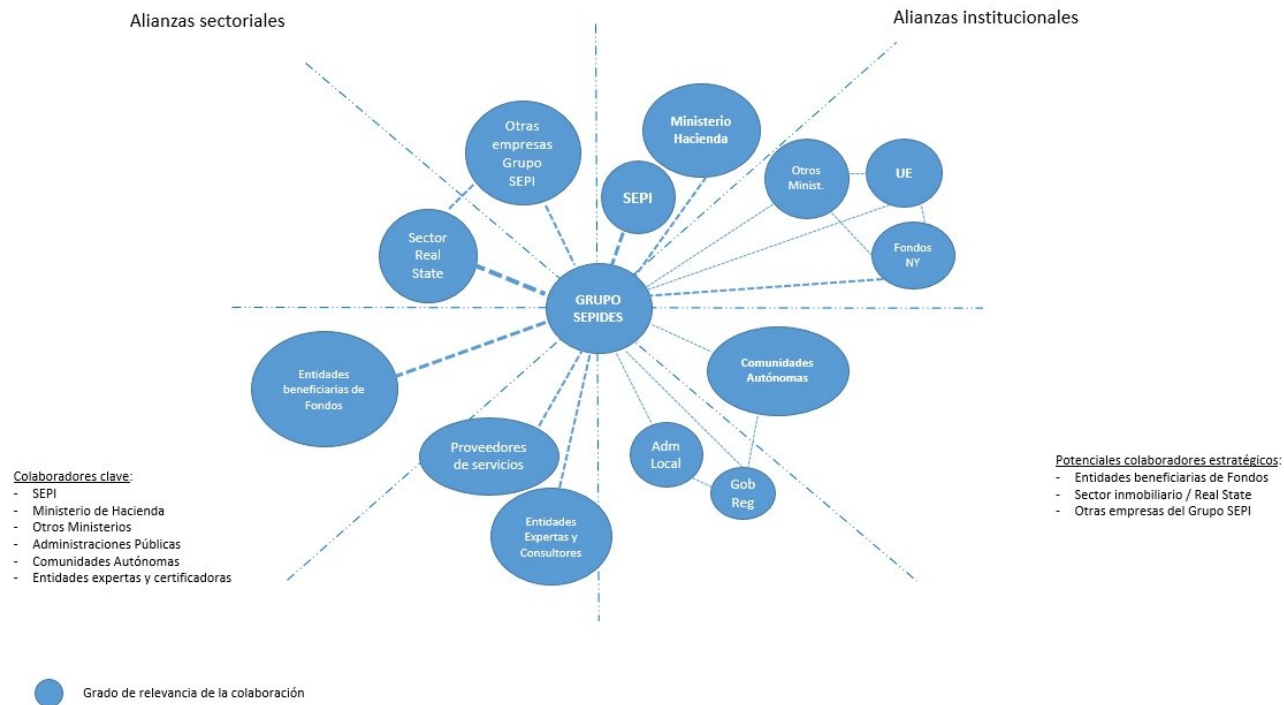 Alianzas sectoriales
Alianzas institucionales
Otras
empresas
Grupo
SEPI
Ministerio
Hacienda
SEPI
Otros
Minist.
UE
Sector
Real
State
Fondos
NY
GRUPO
SEPIDES
Entidades
beneficiarias de
Fondos
Comunidades
Autónomas
Proveedores
de servicios
Adm
Local
Gob
Reg
Entidades
Expertas y
Consultores
Colaboradores clave:
- SEPI
- Ministerio de Hacienda
- Otros Ministerios
- Administraciones Públicas
- Comunidades Autónomas
- Entidades expertas y certificadoras
Potenciales colaboradores estratégicos:
- Entidades beneficiarias de Fondos
- Sector inmobiliario / Real State
- Otras empresas del Grupo SEPI
Grado de relevancia de la colaboración